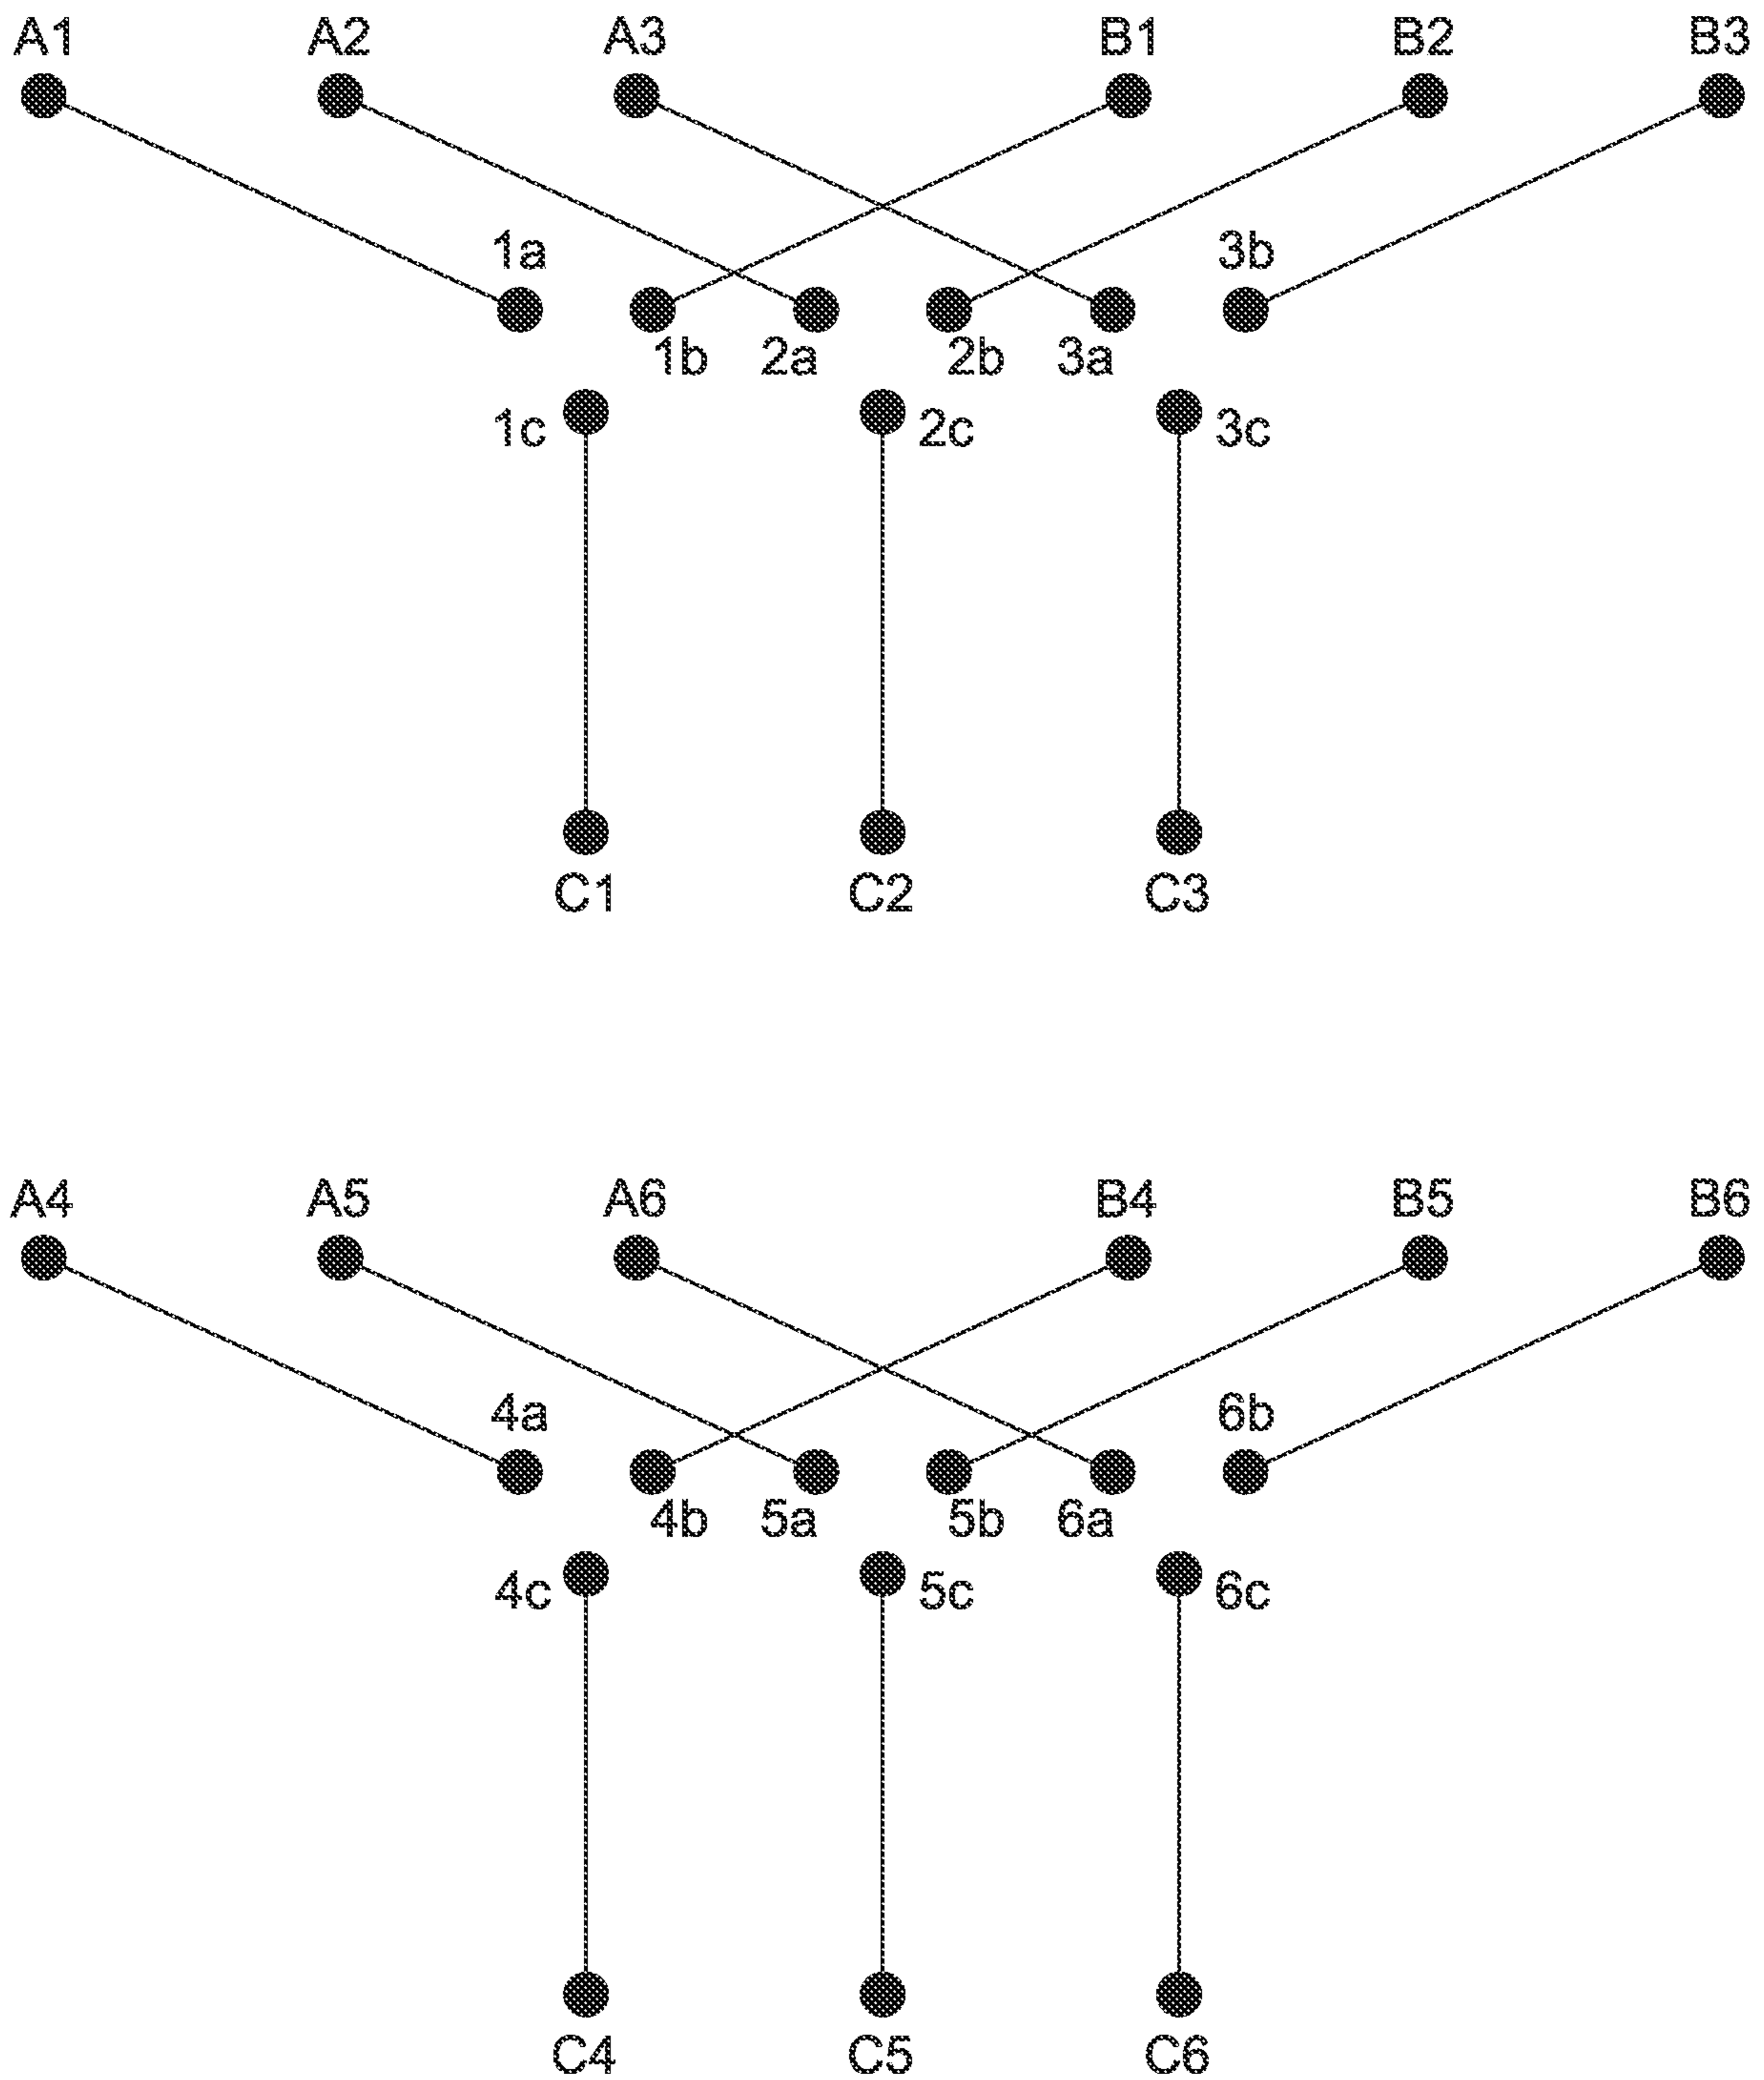 A1 A2 A3 B1 B2 B3
1a 3b
1b 2a 2b 3a
1c 2c 3c
C1 C2 C3
A4 A5 A6 B4 B5 B6
4a 6b
4b 5a 5b 6a
4c 5c 6c
C4 C5 C6